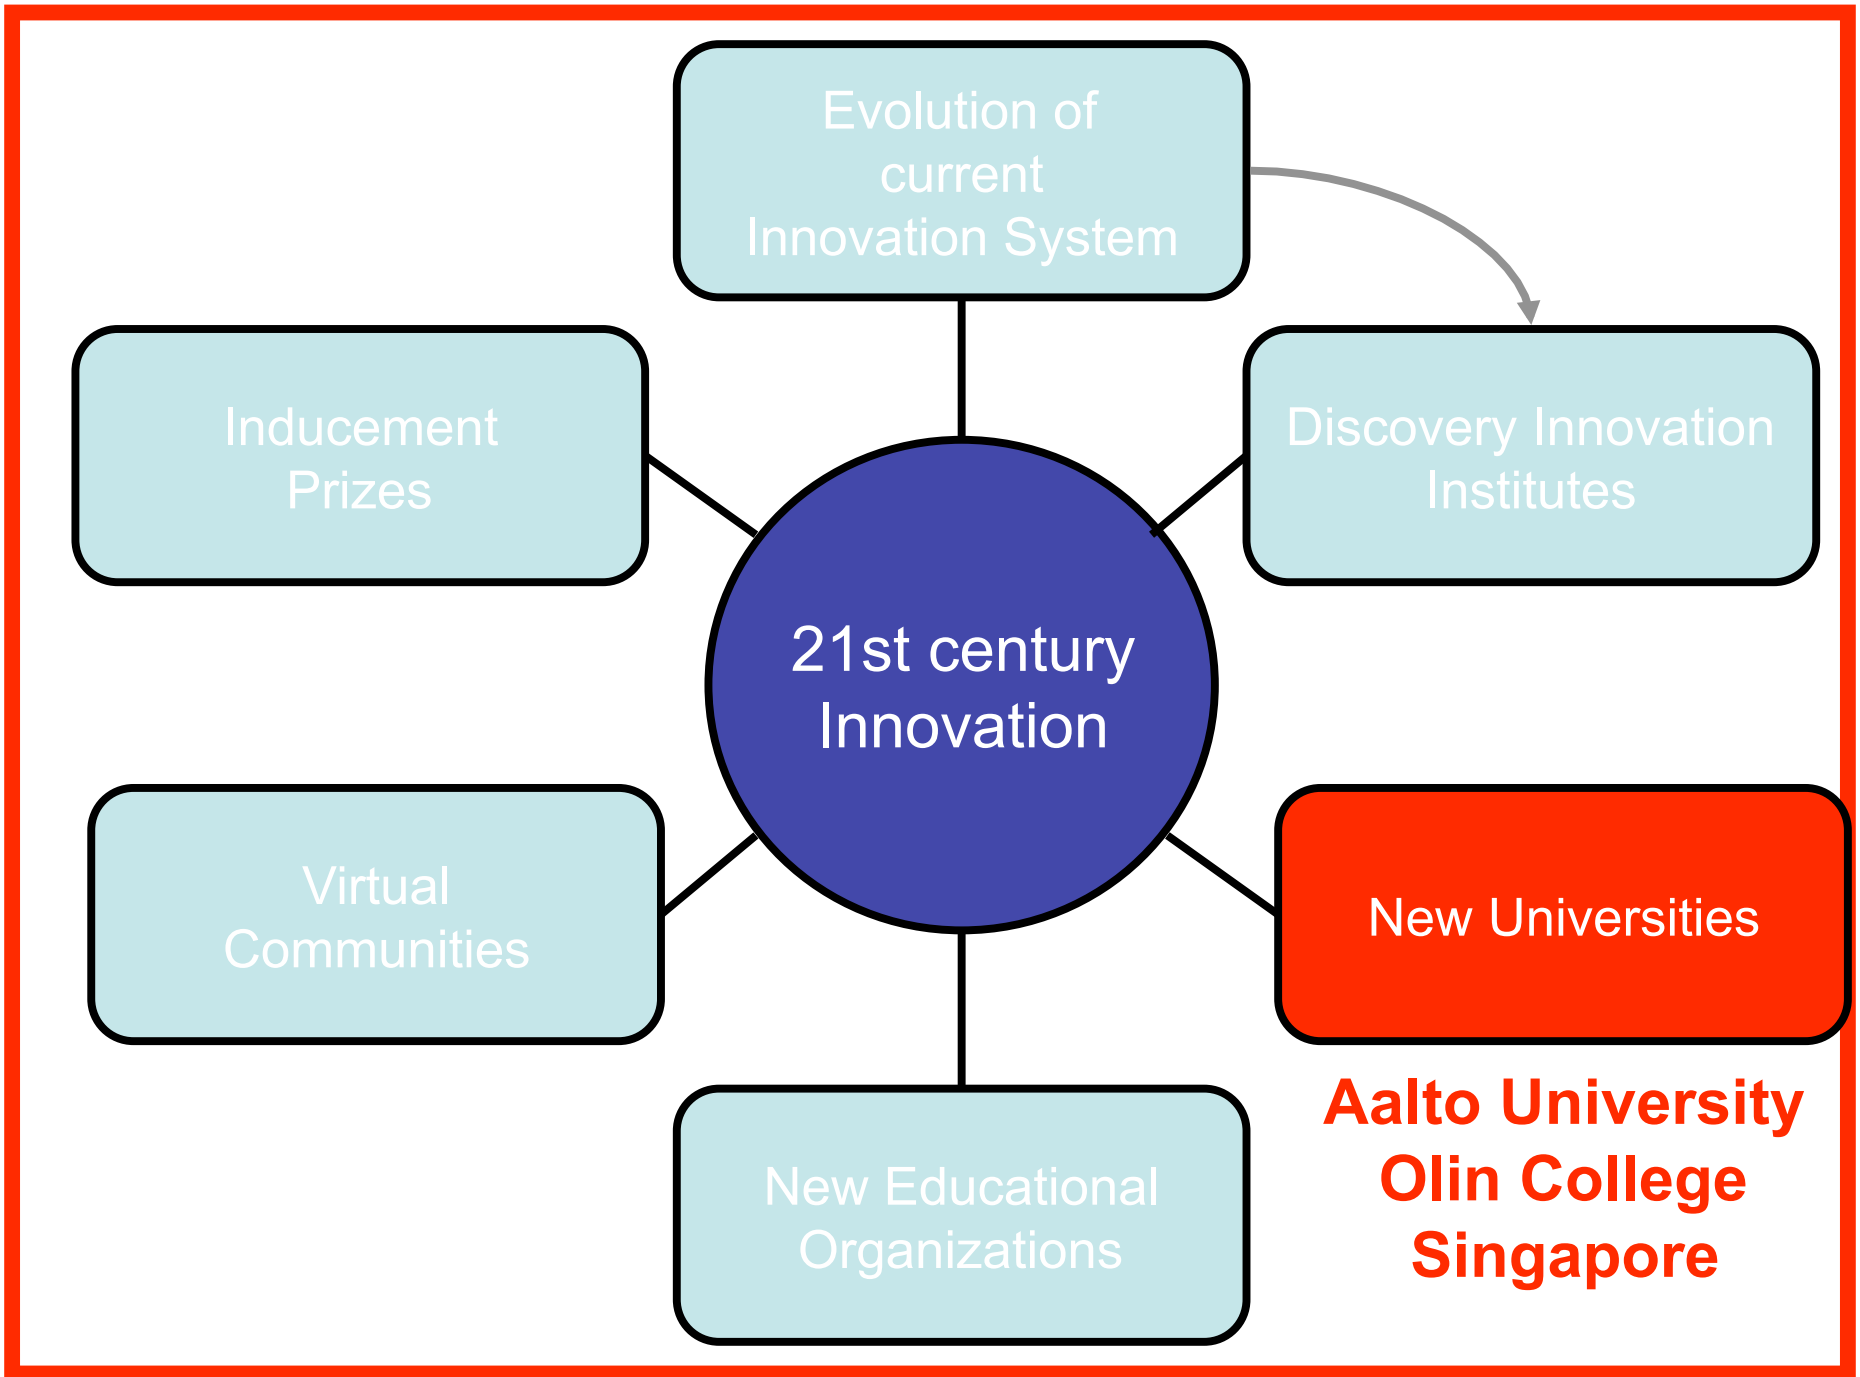 Evolution of
current
Innovation System
Inducement
Prizes
Discovery Innovation
Institutes
21st century
Innovation
Virtual
Communities
New Universities
Aalto University
Olin College
Singapore
New Educational
Organizations